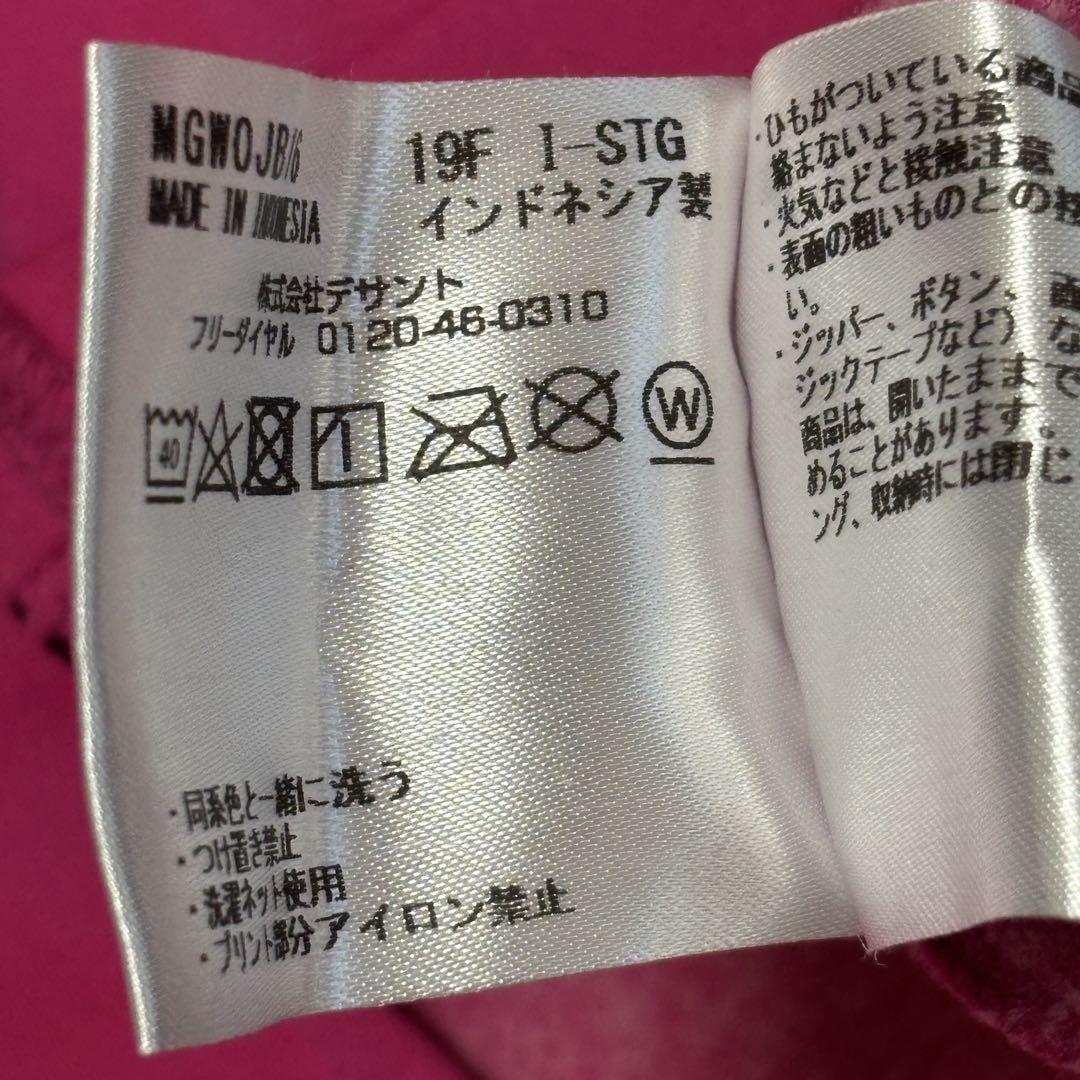 19F I-STG
MADE IN INDONESIA インドネシア製
株式会社デサント
フリーダイヤル 0120-46-0310
40
1
W
・同系色と一緒に洗う
・つけ置き禁止
・洗濯ネット使用
・プリント部分アイロン禁止
・ひもがついている商品
絡まないよう注意
・火気などと接触注意
・表面の粗いものとの接
い。
・ジッパー、ボタン、面
ジックテープなど）な
商品は、開いたままで
めることがあります。
ング、収納時には閉じ